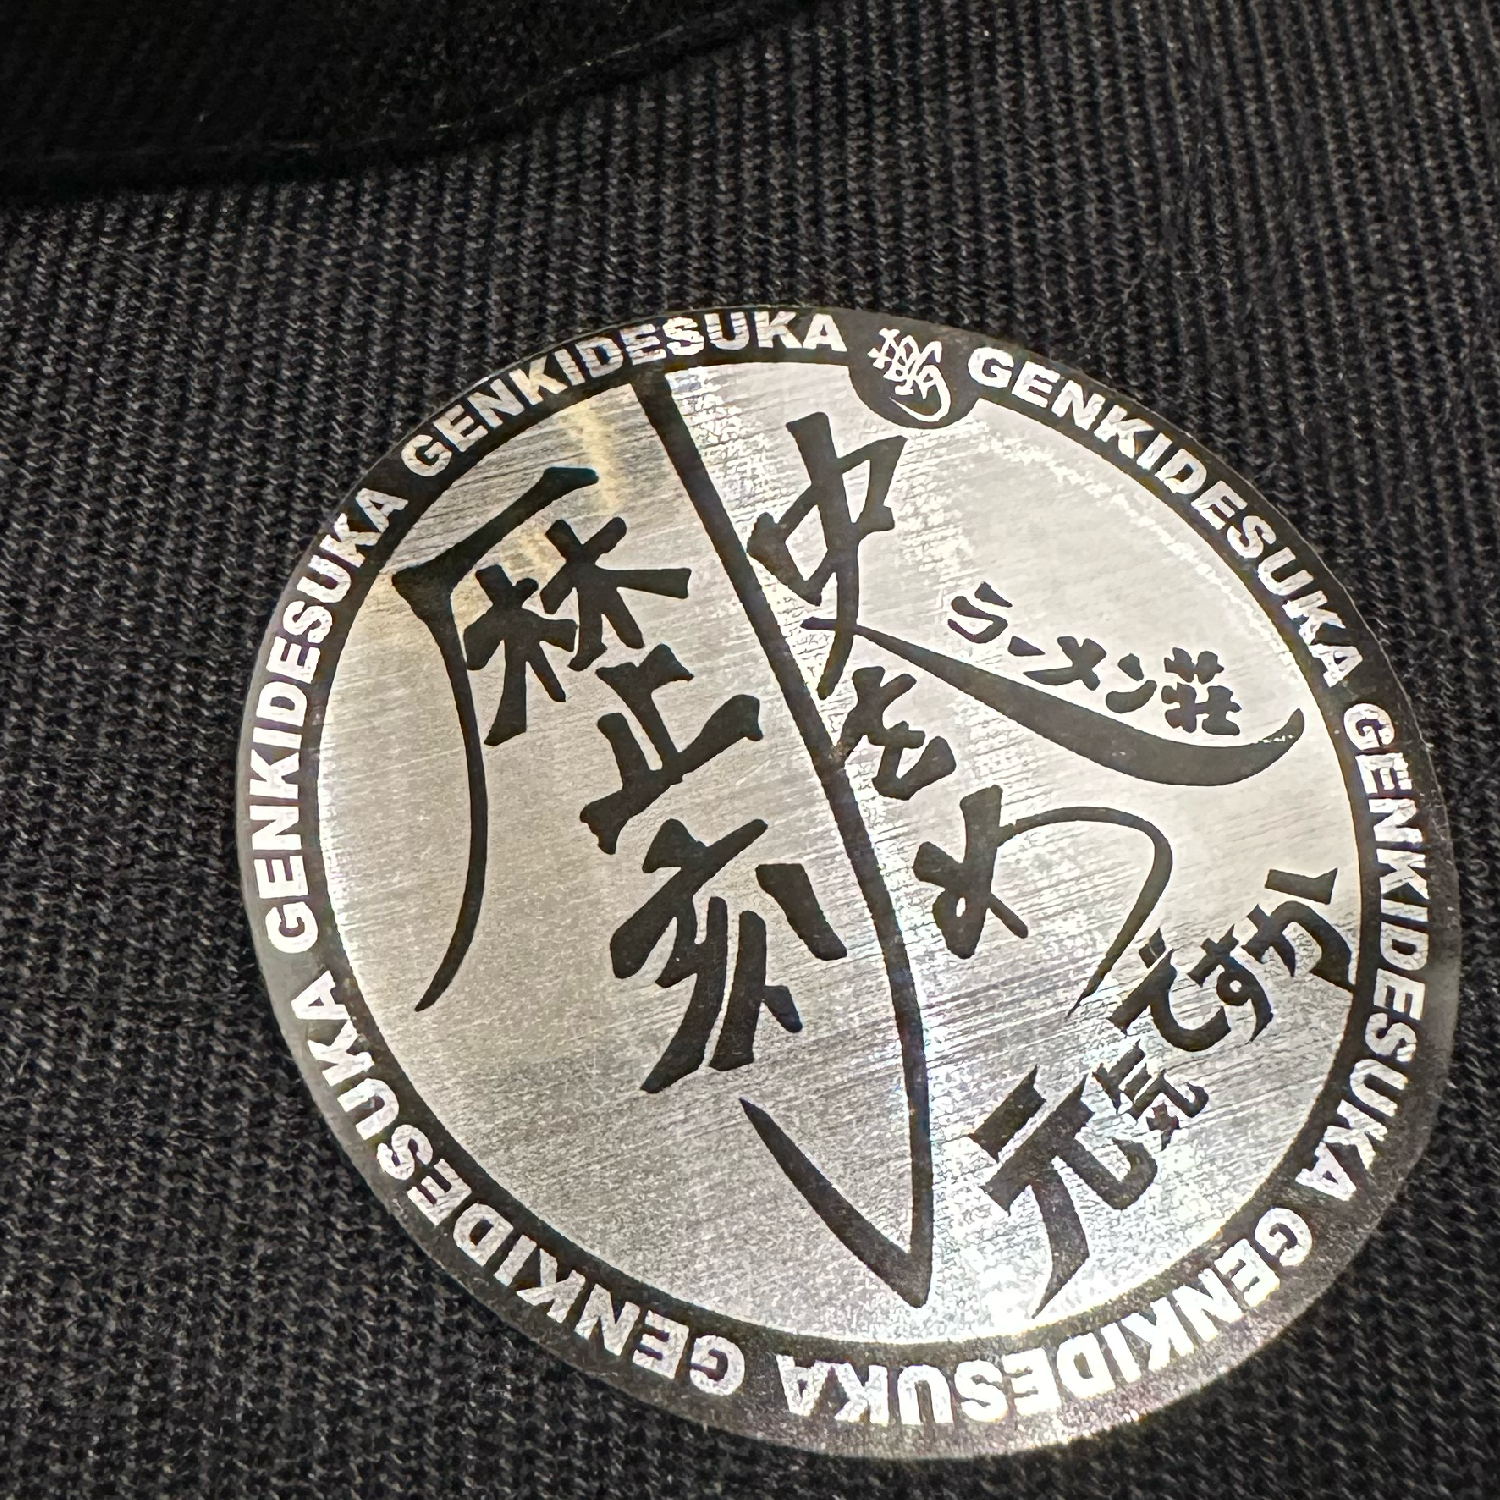 ラーメン荘
歴史を刻め
元気ですか
GENKIDESUKA GENKIDESUKA GENKIDESUKA GENKIDESUKA GENKIDESUKA GENKIDESUKA